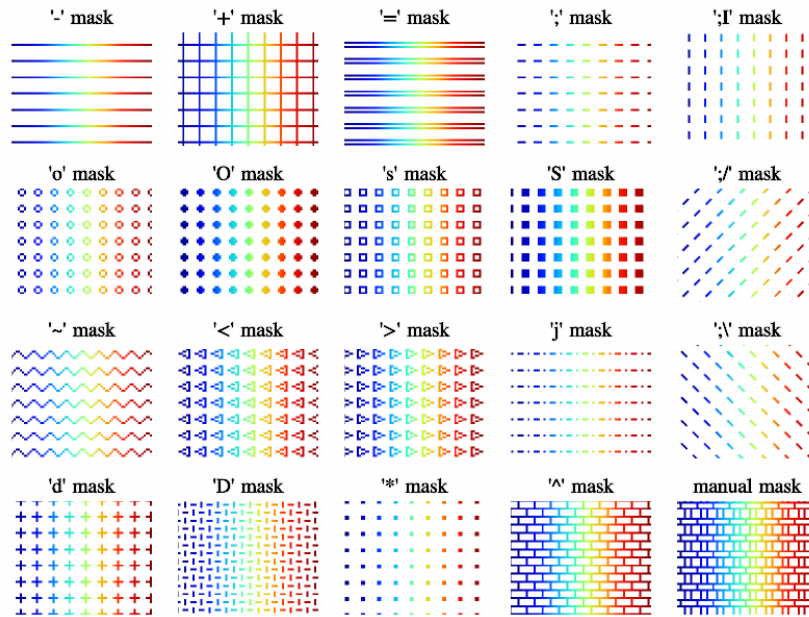 '-' mask
'+' mask
'=' mask
';' mask
';I' mask
'o' mask
'O' mask
's' mask
'S' mask
';/' mask
'~' mask
'<' mask
'>' mask
'j' mask
';\' mask
'd' mask
'D' mask
'*' mask
'^' mask
manual mask